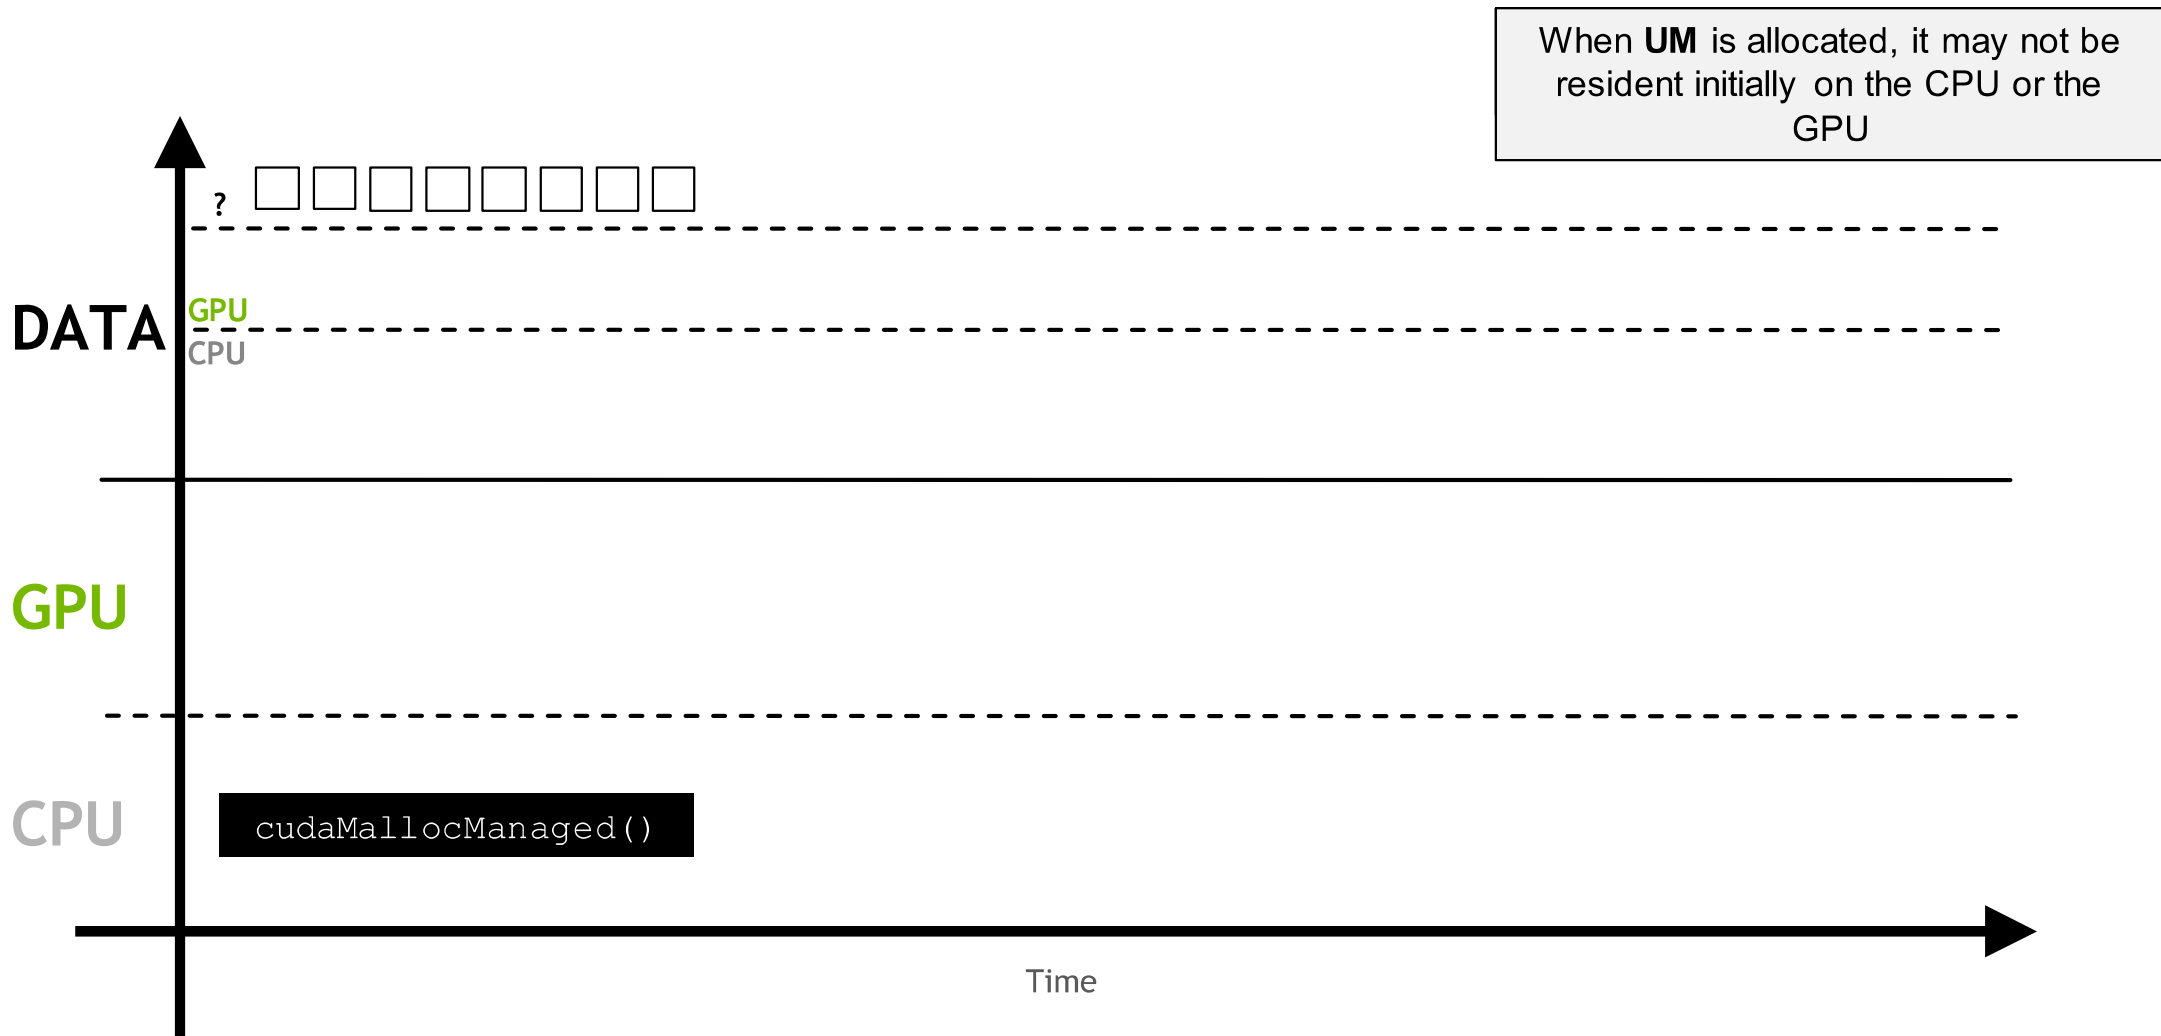 When UM is allocated, it may not be
resident initially on the CPU or the
GPU
?
GPU
DATA
CPU
GPU
CPU
cudaMallocManaged()
Time